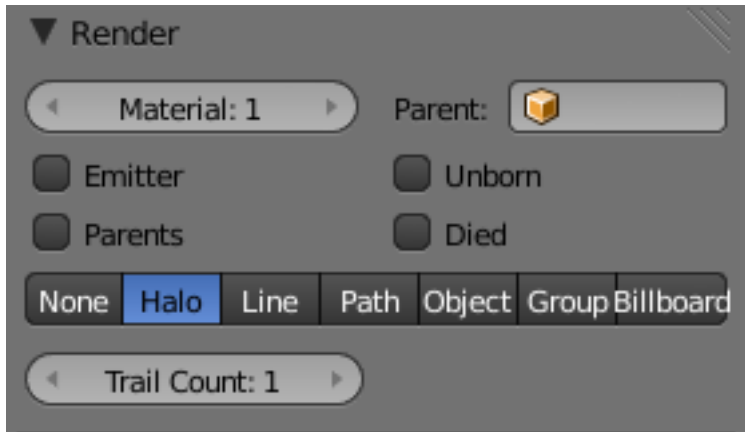 Render
Material: 1 Parent:
Emitter Unborn
Parents Died
None Halo Line Path Object Group Billboard
Trail Count: 1